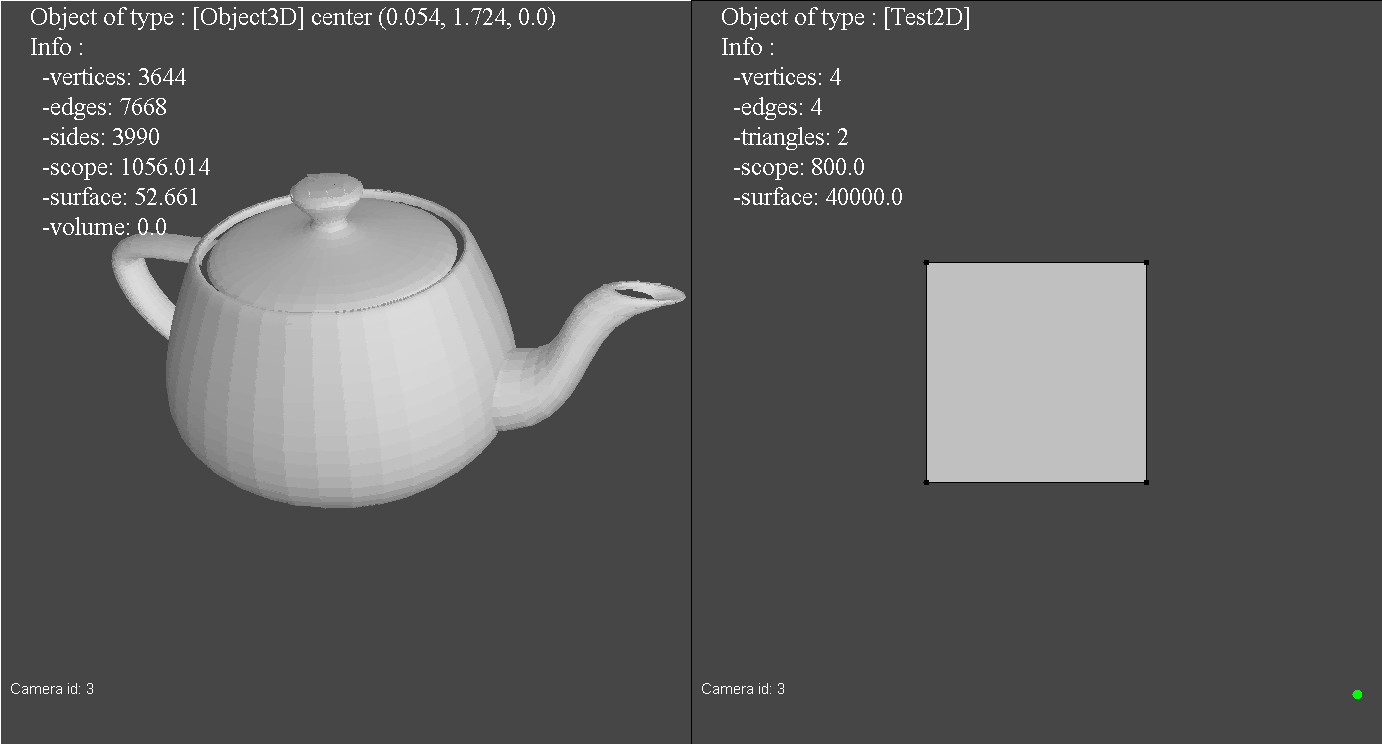 Object of type : [Object3D] center (0.054, 1.724, 0.0)
Info :
-vertices: 3644
-edges: 7668
-sides: 3990
-scope: 1056.014
-surface: 52.661
-volume: 0.0
Camera id: 3
Object of type : [Test2D]
Info :
-vertices: 4
-edges: 4
-triangles: 2
-scope: 800.0
-surface: 40000.0
Camera id: 3